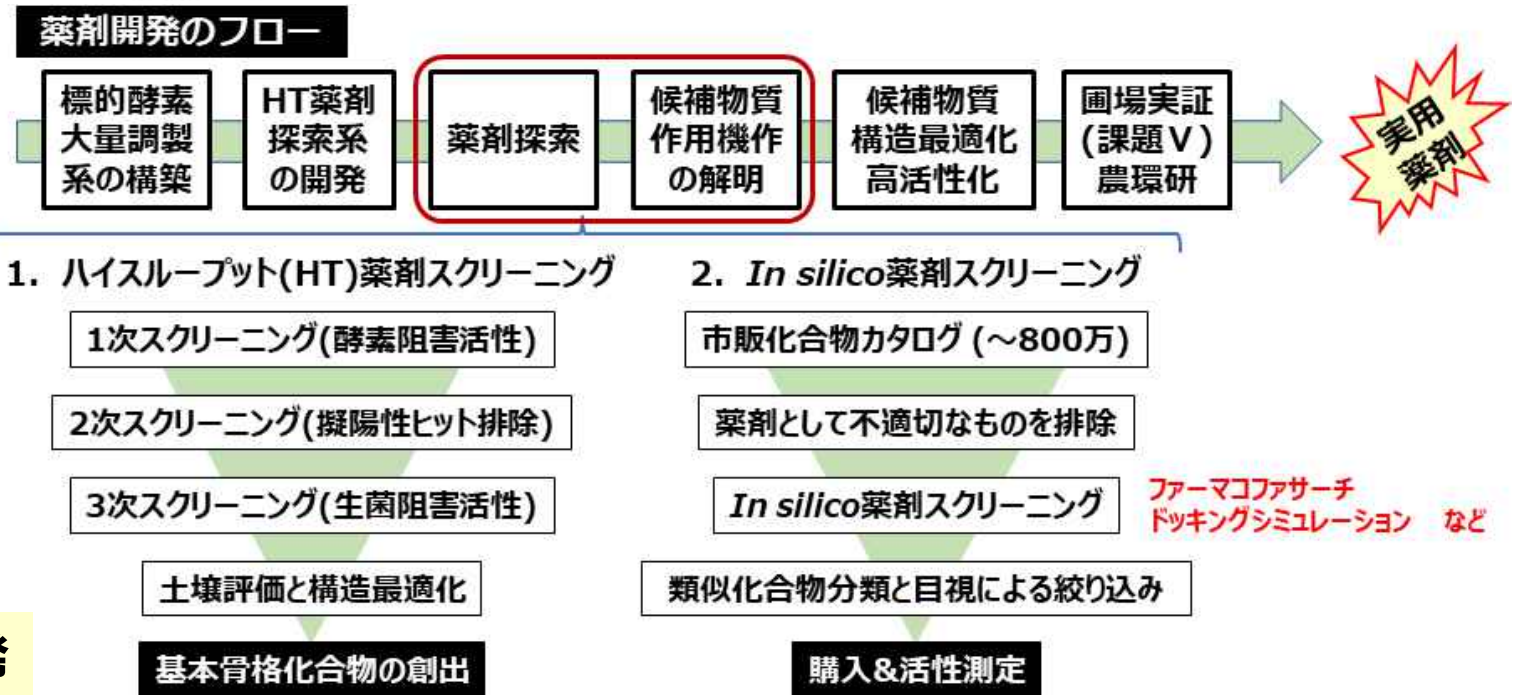 薬剤開発のフロー
標的酵素
大量調製
系の構築
HT薬剤
探索系
の開発
薬剤探索
候補物質
作用機作
の解明
候補物質
構造最適化
高活性化
圃場実証
(課題Ⅴ)
農環研
実用
薬剤
1. ハイスループット(HT)薬剤スクリーニング
1次スクリーニング(酵素阻害活性)
2次スクリーニング(擬陽性ヒット排除)
3次スクリーニング(生菌阻害活性)
土壌評価と構造最適化
基本骨格化合物の創出
2. In silico薬剤スクリーニング
市販化合物カタログ (～800万)
薬剤として不適切なものを排除
In silico薬剤スクリーニング
ファーマコファサーチ
ドッキングシミュレーション など
類似化合物分類と目視による絞り込み
購入&活性測定